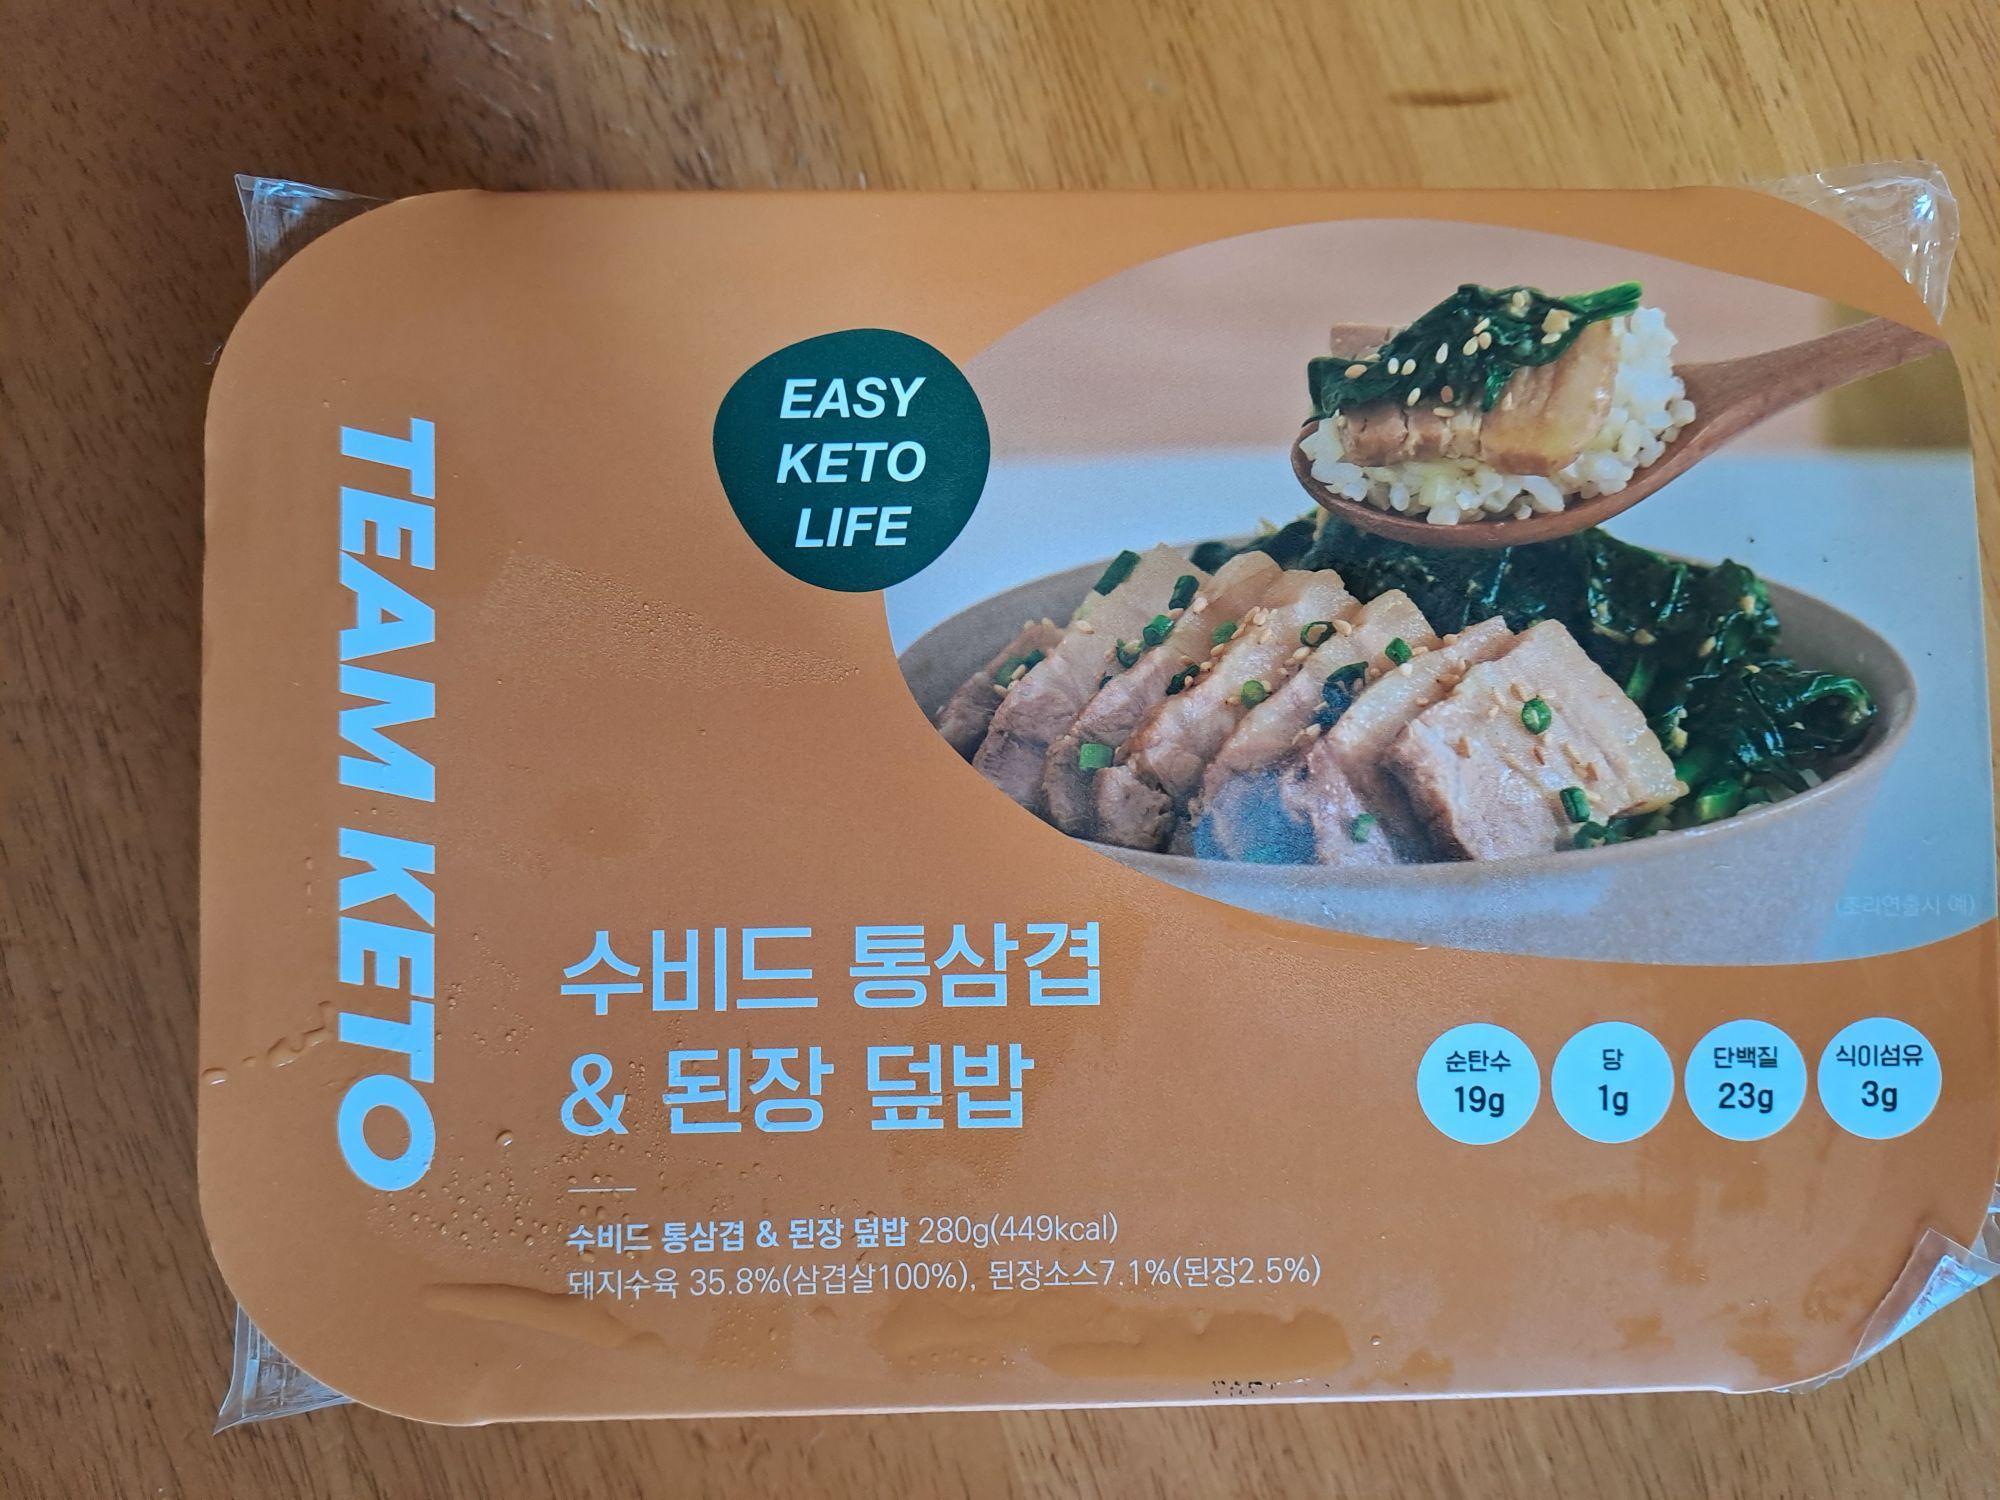 TEAM KETO
EASY
KETO
LIFE
(조리연출시 예)
수비드 통삼겹
& 된장 덮밥
순탄수
19g
당
1g
단백질
23g
식이섬유
3g
수비드 통삼겹 & 된장 덮밥 280g(449kcal)
돼지수육 35.8%(삼겹살100%), 된장소스7.1%(된장2.5%)